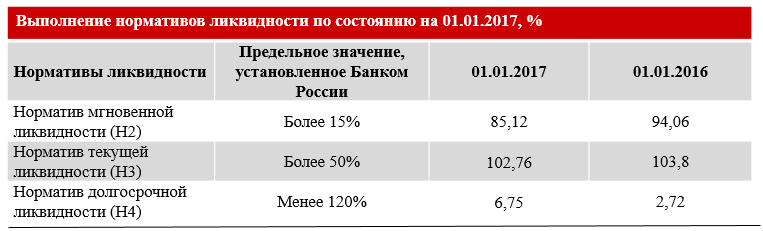 Выполнение нормативов ликвидности по состоянию на 01.01.2017, %
Нормативы ликвидности
Предельное значение,
установленное Банком
России
01.01.2017
01.01.2016
Норматив мгновенной
ликвидности (Н2)
Более 15%
85,12
94,06
Норматив текущей
ликвидности (Н3)
Более 50%
102,76
103,8
Норматив долгосрочной
ликвидности (Н4)
Менее 120%
6,75
2,72